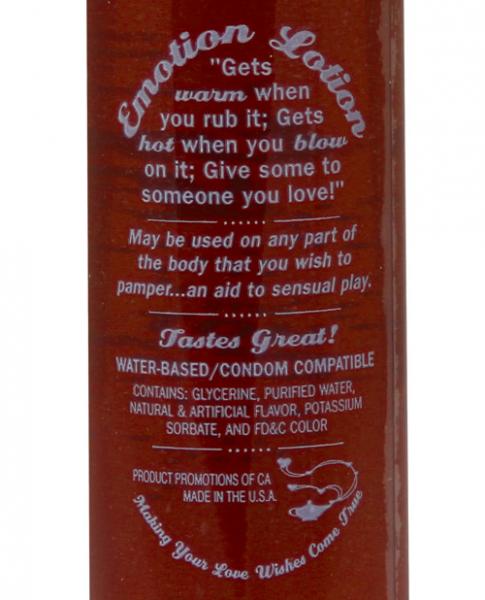 Emotion Lotion
"Gets
warm when
you rub it; Gets
hot when you blow
on it; Give some to
someone you love!"
May be used on any part of
the body that you wish to
pamper...an aid to sensual play.
Tastes Great!
WATER-BASED/CONDOM COMPATIBLE
CONTAINS: GLYCERINE, PURIFIED WATER,
NATURAL & ARTIFICIAL FLAVOR, POTASSIUM
SORBATE, AND FD&C COLOR
PRODUCT PROMOTIONS OF CA
MADE IN THE U.S.A.
Making Your Love Wishes Come True